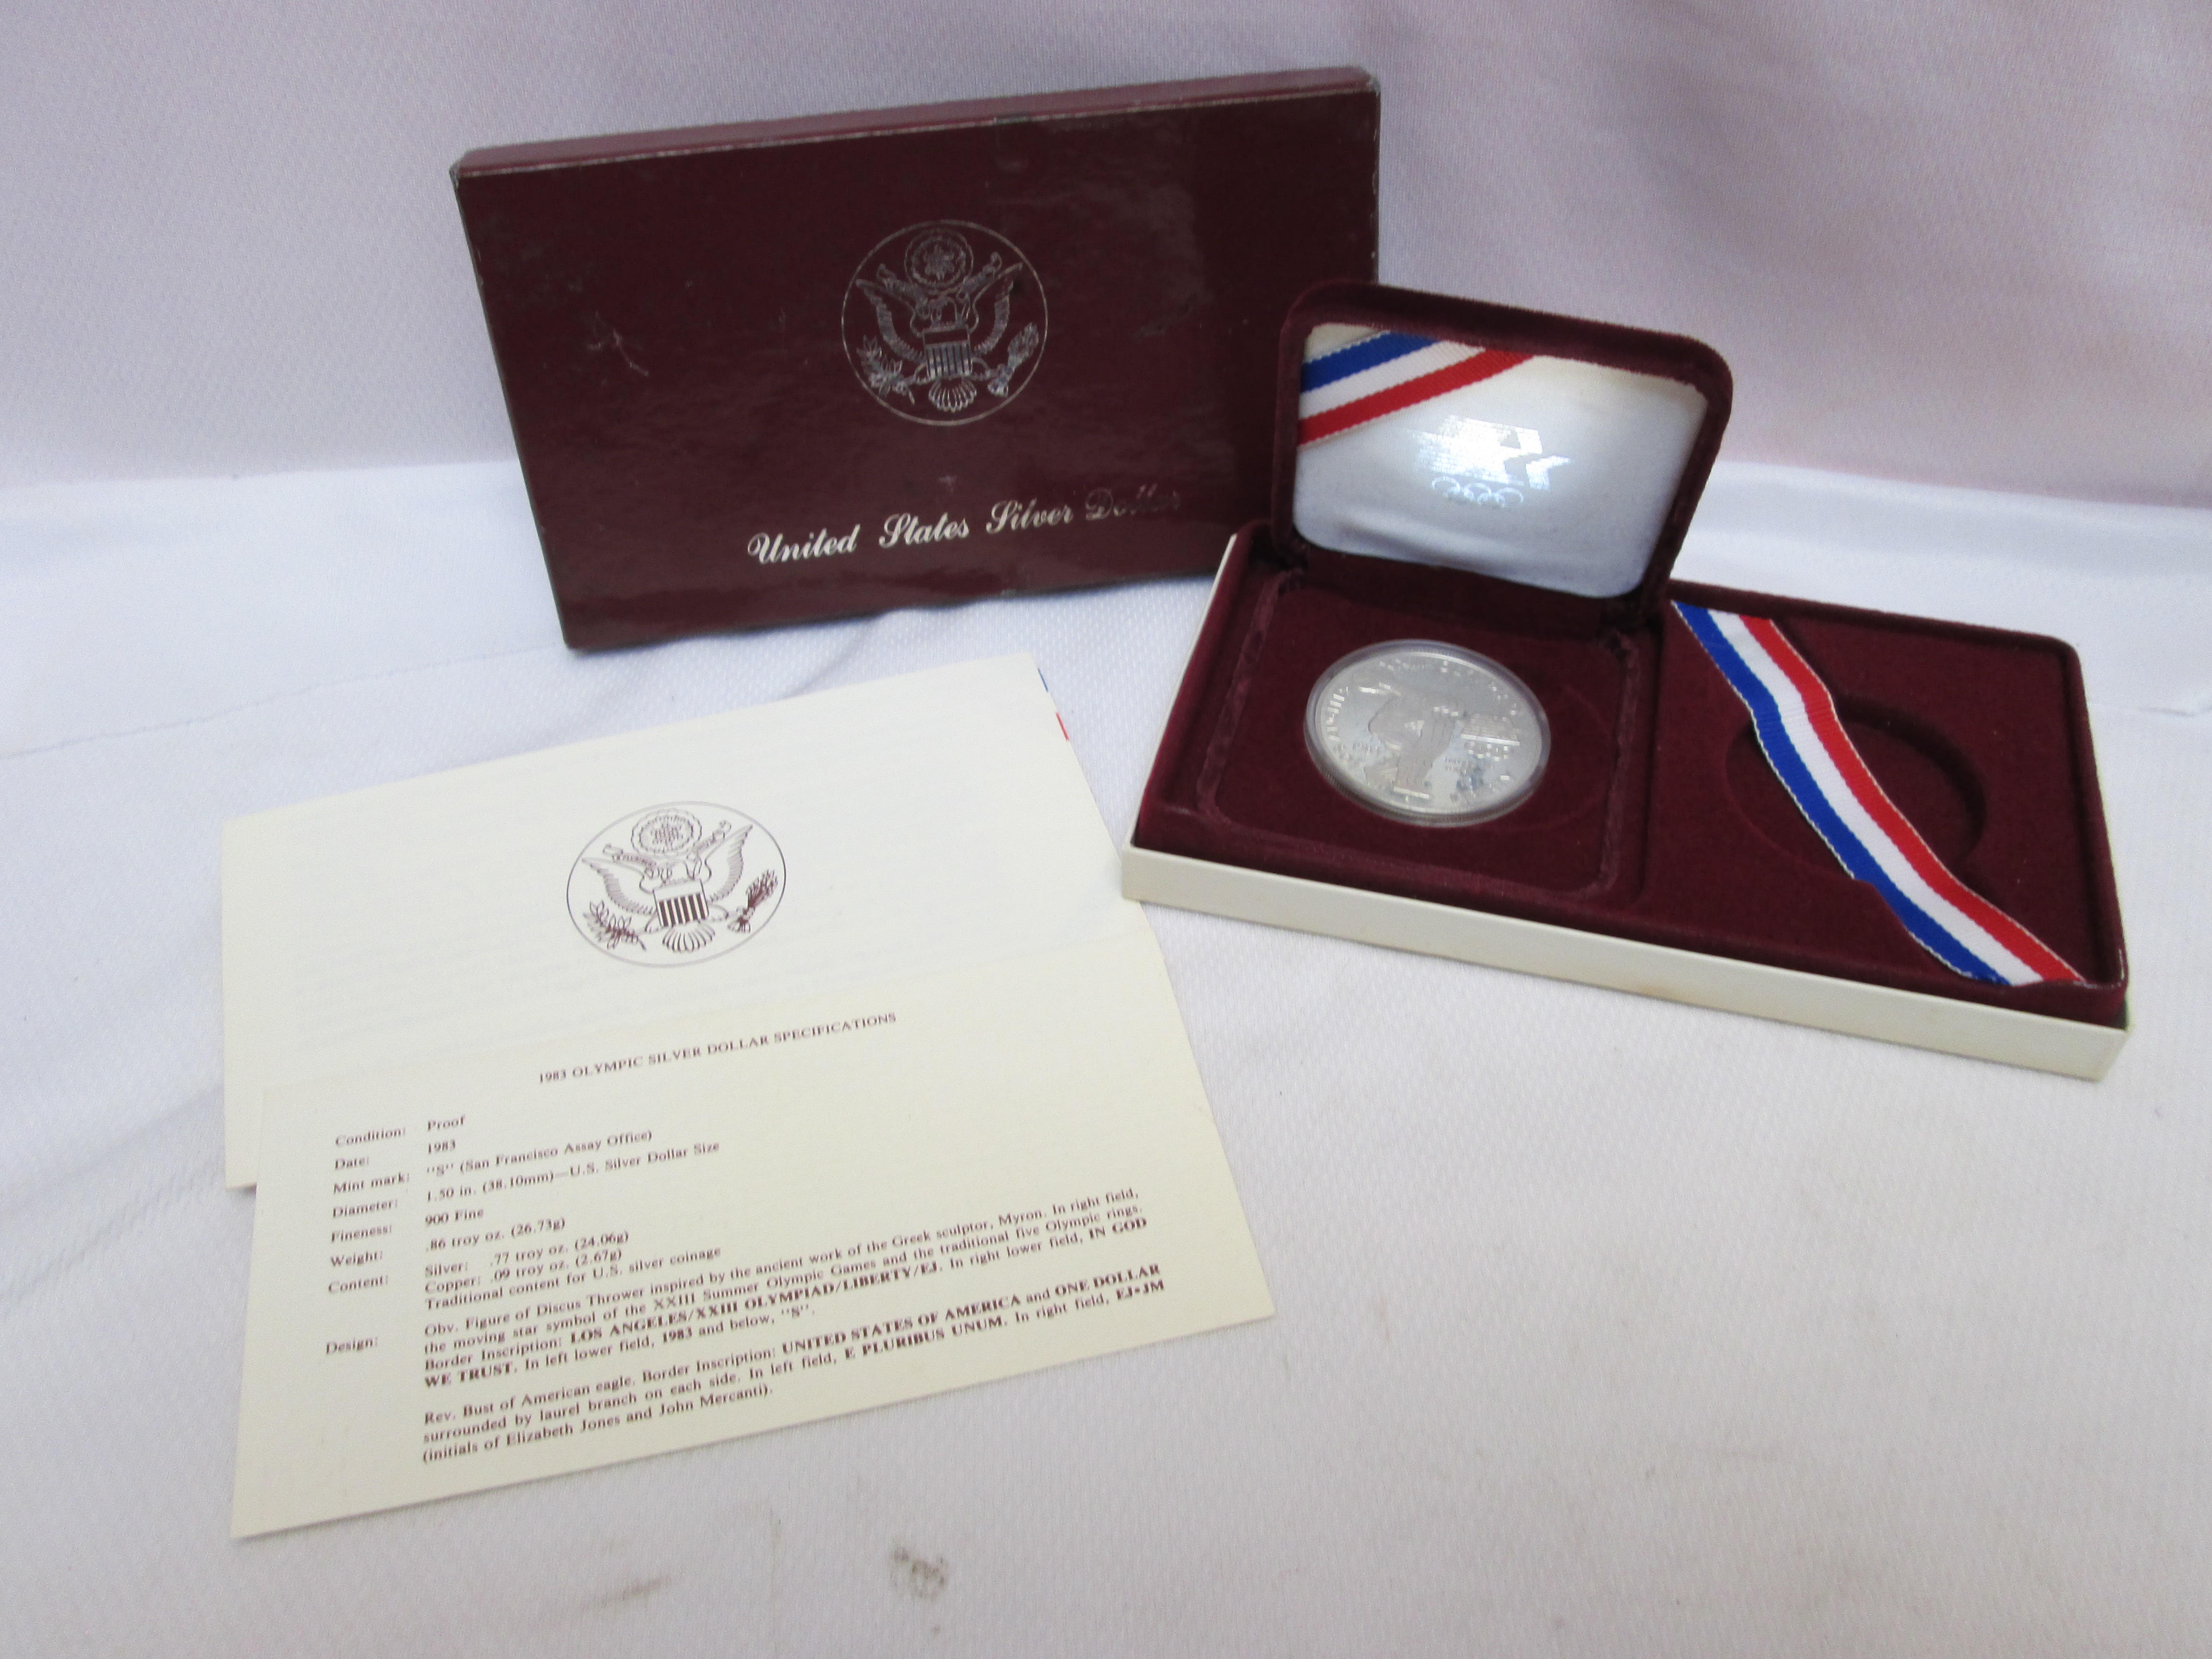 United States Silver Dollar
1983 OLYMPIC SILVER DOLLAR SPECIFICATIONS
Condition: Proof
Date: 1983
Mint mark: "S" (San Francisco Assay Office)
Diameter: 1.50 in. (38.10mm)—U.S. Silver Dollar Size
Fineness: 900 Fine
Weight: .86 troy oz. (26.73g)
Content: Silver: .77 troy oz. (24.06g)
Copper: .09 troy oz. (2.67g)
Traditional content for U.S. silver coinage
Design: Obv. Figure of Discus Thrower inspired by the ancient work of the Greek sculptor, Myron. In right field,
the moving star symbol of the XXIII Summer Olympic Games and the traditional five Olympic rings.
Border Inscription: LOS ANGELES/XXIII OLYMPIAD/LIBERTY/EJ. In right lower field, IN GOD
WE TRUST. In left lower field, 1983 and below, "S".
Rev. Bust of American eagle. Border Inscription: UNITED STATES OF AMERICA and ONE DOLLAR
surrounded by laurel branch on each side. In left field, E PLURIBUS UNUM. In right field, EJ•JM
(initials of Elizabeth Jones and John Mercanti).